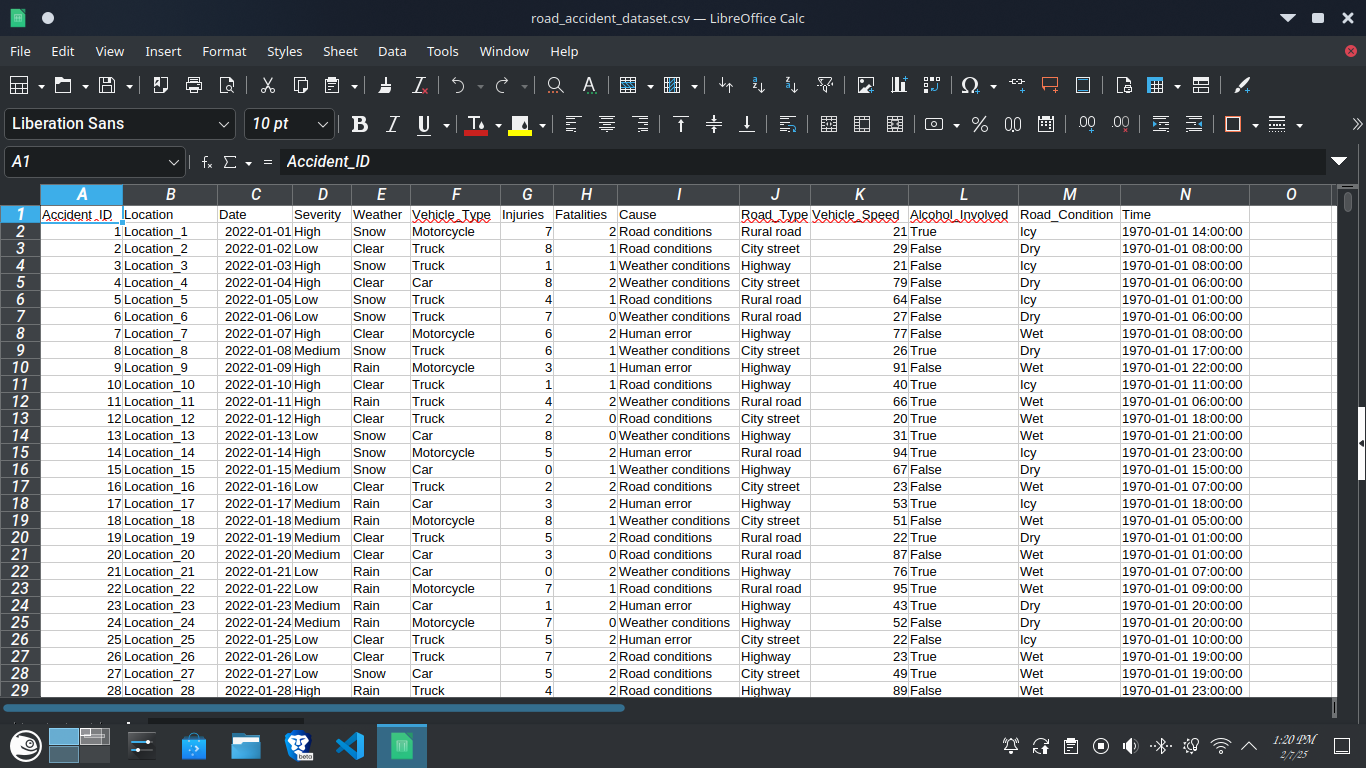 road_accident_dataset.csv — LibreOffice Calc
File Edit View Insert Format Styles Sheet Data Tools Window Help
Liberation Sans 10 pt
A1 Accident_ID
A B C D E F G H I J K L M N O
1 Accident_ID Location Date Severity Weather Vehicle_Type Injuries Fatalities Cause Road_Type Vehicle_Speed Alcohol_Involved Road_Condition Time
2 1 Location_1 2022-01-01 High Snow Motorcycle 7 2 Road conditions Rural road 21 True Icy 1970-01-01 14:00:00
3 2 Location_2 2022-01-02 Low Clear Truck 8 1 Road conditions City street 29 False Dry 1970-01-01 08:00:00
4 3 Location_3 2022-01-03 High Snow Truck 1 1 Weather conditions Highway 21 False Icy 1970-01-01 08:00:00
5 4 Location_4 2022-01-04 High Clear Car 8 2 Weather conditions City street 79 False Dry 1970-01-01 06:00:00
6 5 Location_5 2022-01-05 Low Snow Truck 4 1 Road conditions Rural road 64 False Icy 1970-01-01 01:00:00
7 6 Location_6 2022-01-06 Low Snow Truck 7 0 Weather conditions Rural road 27 False Dry 1970-01-01 06:00:00
8 7 Location_7 2022-01-07 High Clear Motorcycle 6 2 Human error Highway 77 False Wet 1970-01-01 08:00:00
9 8 Location_8 2022-01-08 Medium Snow Truck 6 1 Weather conditions City street 26 True Dry 1970-01-01 17:00:00
10 9 Location_9 2022-01-09 High Rain Motorcycle 3 1 Human error Highway 91 False Wet 1970-01-01 22:00:00
11 10 Location_10 2022-01-10 High Clear Truck 1 1 Road conditions Highway 40 True Icy 1970-01-01 11:00:00
12 11 Location_11 2022-01-11 High Rain Truck 4 2 Weather conditions Rural road 66 True Wet 1970-01-01 06:00:00
13 12 Location_12 2022-01-12 High Clear Truck 2 0 Road conditions City street 20 True Wet 1970-01-01 18:00:00
14 13 Location_13 2022-01-13 Low Snow Car 8 0 Weather conditions Highway 31 True Wet 1970-01-01 21:00:00
15 14 Location_14 2022-01-14 High Snow Motorcycle 5 2 Human error Rural road 94 True Icy 1970-01-01 23:00:00
16 15 Location_15 2022-01-15 Medium Snow Car 0 1 Weather conditions Highway 67 False Dry 1970-01-01 15:00:00
17 16 Location_16 2022-01-16 Low Clear Truck 2 2 Road conditions City street 23 False Wet 1970-01-01 07:00:00
18 17 Location_17 2022-01-17 Medium Rain Car 3 2 Human error Highway 53 True Icy 1970-01-01 18:00:00
19 18 Location_18 2022-01-18 Medium Rain Motorcycle 8 1 Weather conditions City street 51 False Wet 1970-01-01 05:00:00
20 19 Location_19 2022-01-19 Medium Clear Truck 5 2 Road conditions Rural road 22 True Dry 1970-01-01 01:00:00
21 20 Location_20 2022-01-20 Medium Clear Car 3 0 Road conditions Rural road 87 False Wet 1970-01-01 01:00:00
22 21 Location_21 2022-01-21 Low Rain Car 0 2 Weather conditions Highway 76 True Wet 1970-01-01 07:00:00
23 22 Location_22 2022-01-22 Low Rain Motorcycle 7 1 Road conditions Rural road 95 True Wet 1970-01-01 09:00:00
24 23 Location_23 2022-01-23 Medium Rain Car 1 2 Human error Highway 43 True Dry 1970-01-01 20:00:00
25 24 Location_24 2022-01-24 Medium Rain Motorcycle 7 0 Weather conditions Highway 52 False Dry 1970-01-01 20:00:00
26 25 Location_25 2022-01-25 Low Clear Truck 5 2 Human error City street 22 False Icy 1970-01-01 10:00:00
27 26 Location_26 2022-01-26 Low Clear Truck 7 2 Road conditions Highway 23 True Wet 1970-01-01 19:00:00
28 27 Location_27 2022-01-27 Low Snow Car 5 2 Road conditions City street 49 True Wet 1970-01-01 19:00:00
29 28 Location_28 2022-01-28 High Rain Truck 4 2 Road conditions Highway 89 False Wet 1970-01-01 23:00:00
beta
1:20 PM
2/7/25